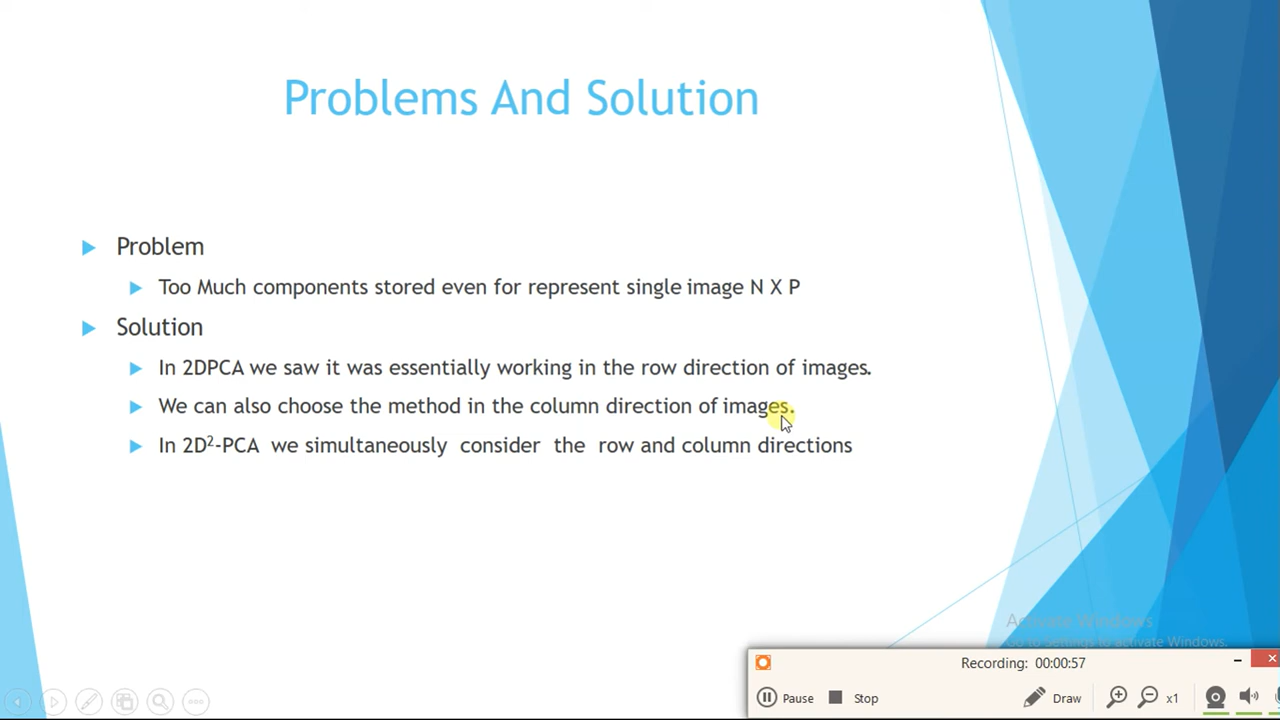 Problems And Solution
Problem
Too Much components stored even for represent single image N X P
Solution
In 2DPCA we saw it was essentially working in the row direction of images.
We can also choose the method in the column direction of images.
In 2D²-PCA we simultaneously consider the row and column directions
Activate Windows
Go to Settings to activate Windows.
Recording: 00:00:57
Pause Stop Draw x1